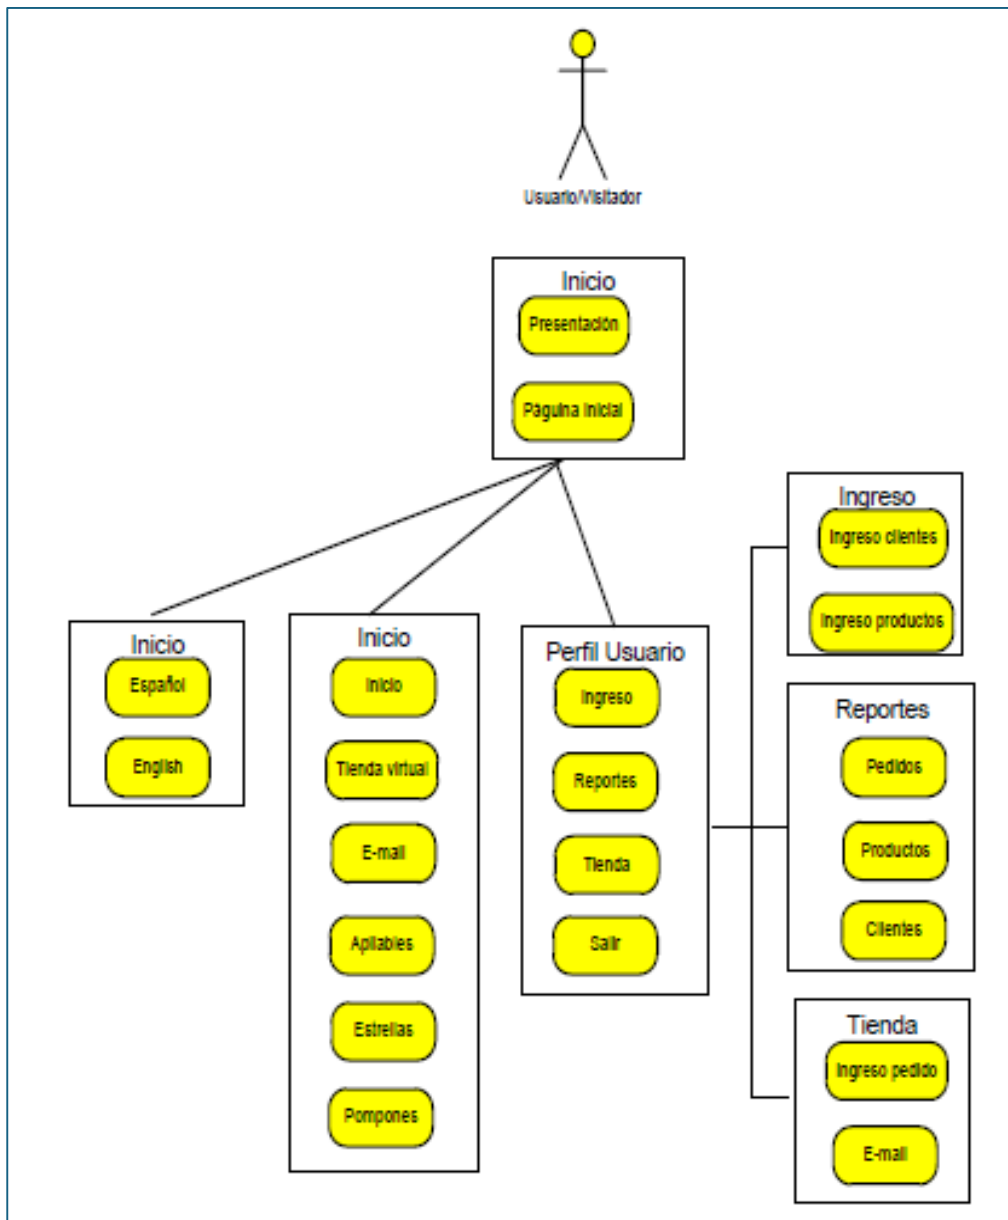 Usuario/Visitador
Inicio
Presentación
Páguina Inicial
Inicio
Español
English
Inicio
Inicio
Tienda virtual
E-mail
Apilables
Estrellas
Pompones
Perfil Usuario
Ingreso
Reportes
Tienda
Salir
Ingreso
Ingreso clientes
Ingreso productos
Reportes
Pedidos
Productos
Clientes
Tienda
Ingreso pedido
E-mail